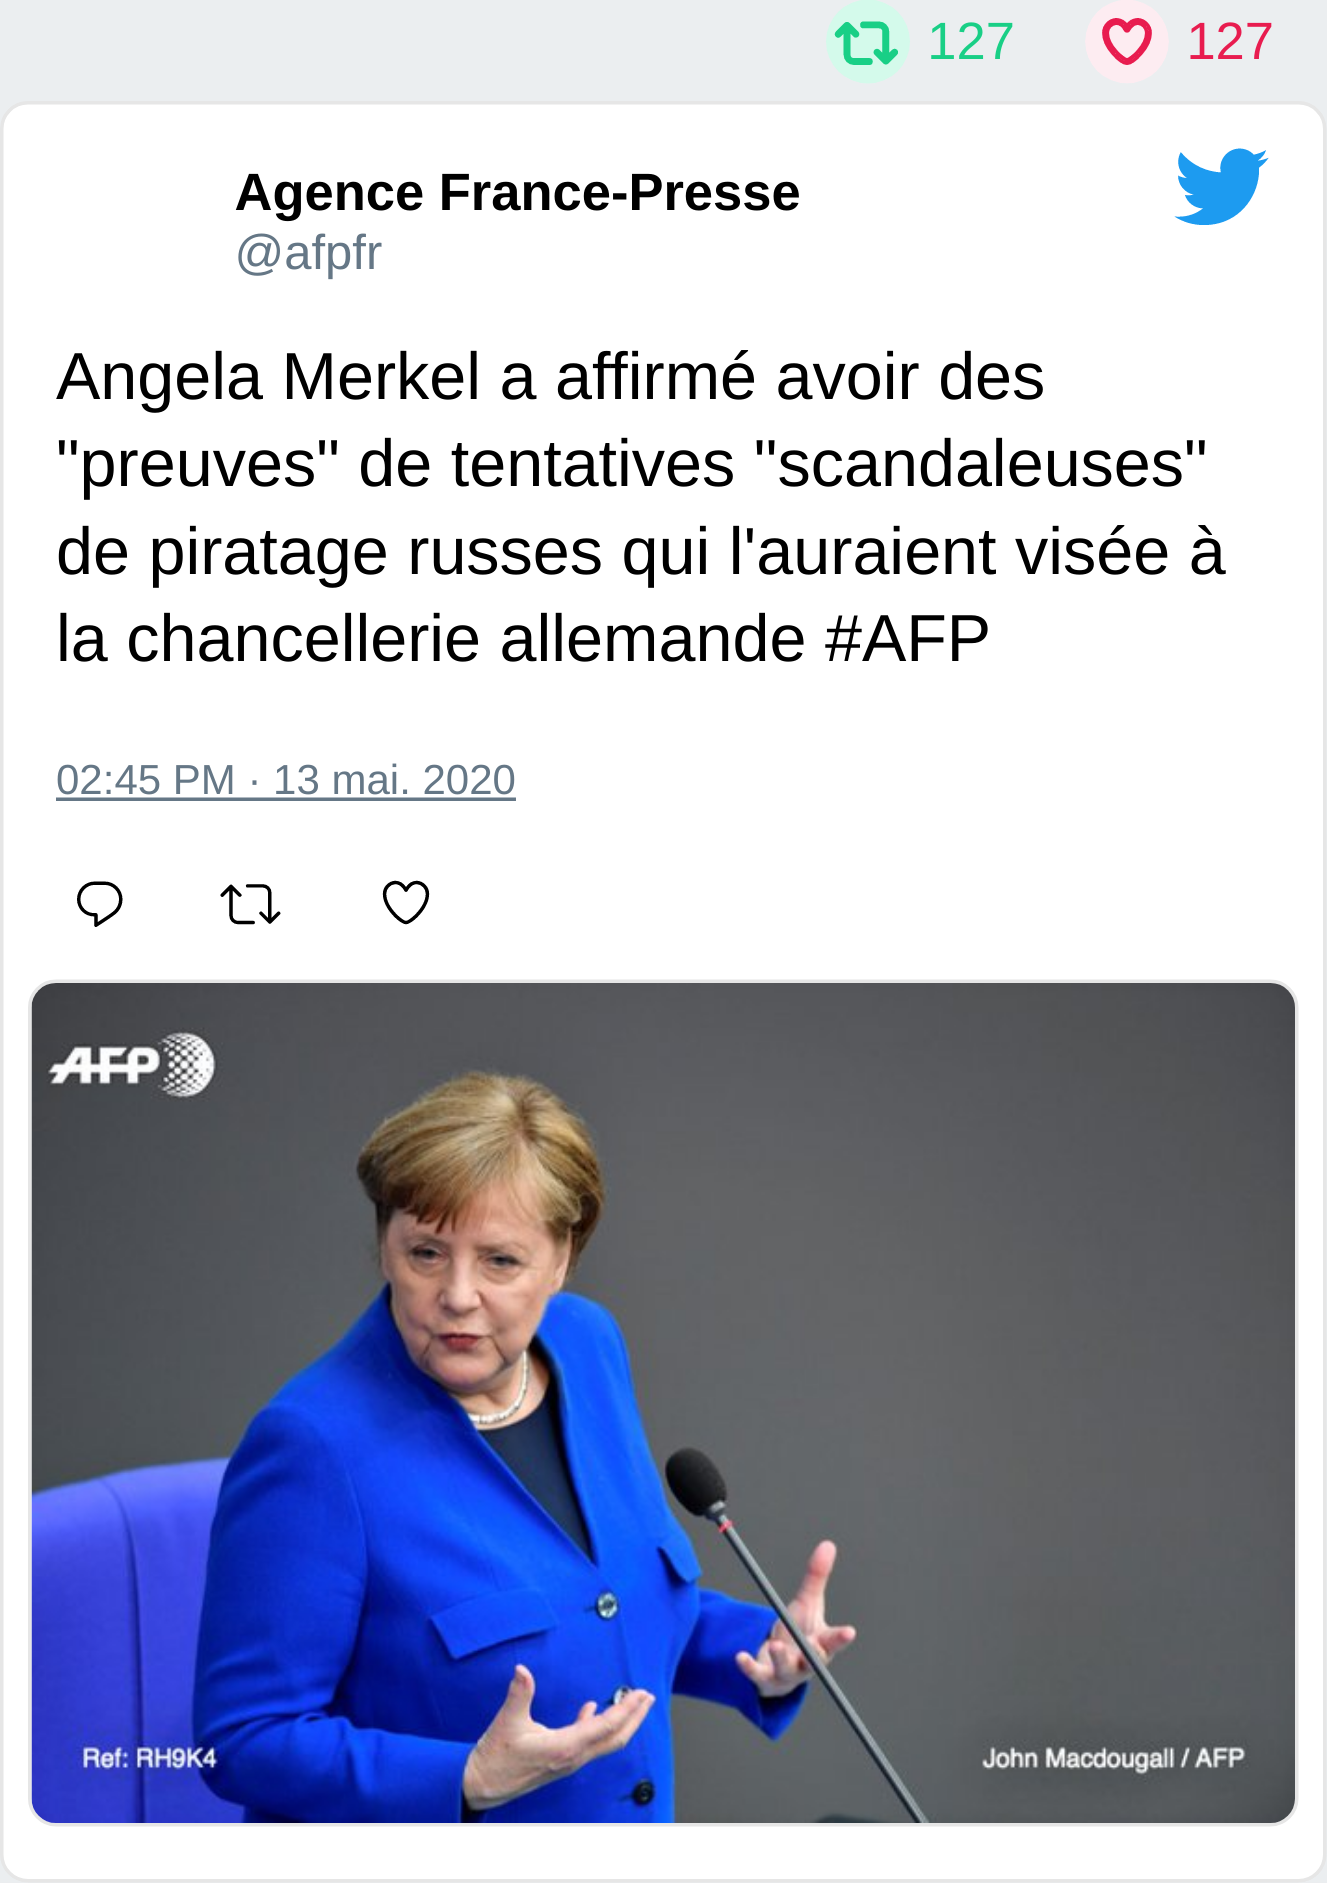 127 127
Agence France-Presse
@afpfr
Angela Merkel a affirmé avoir des
"preuves" de tentatives "scandaleuses"
de piratage russes qui l'auraient visée à
la chancellerie allemande #AFP
02:45 PM · 13 mai. 2020
AFP
Ref: RH9K4
John Macdougall / AFP